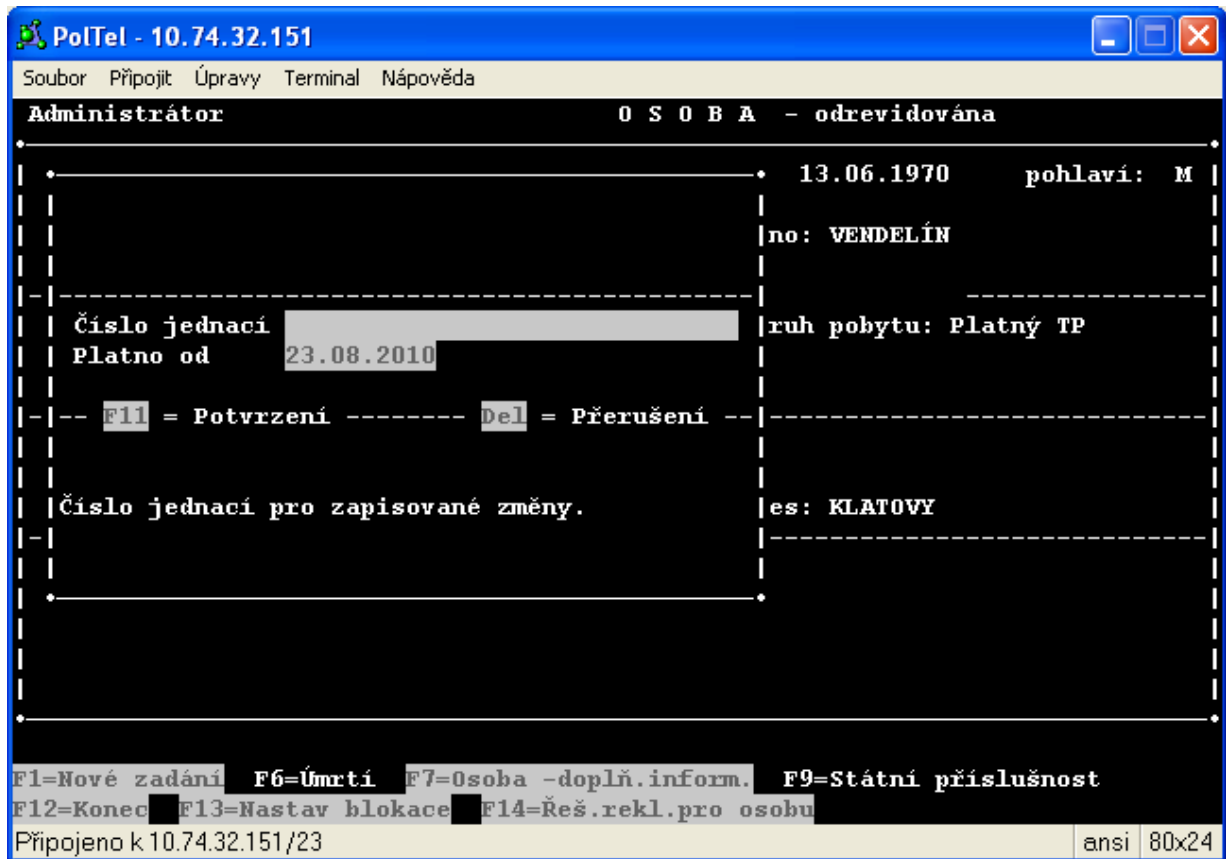 PolTel - 10.74.32.151
Soubor Připojit Úpravy Terminal Nápověda
Administrátor O S O B A - odrevidována
13.06.1970 pohlaví: M
no: VENDELÍN
Číslo jednací ruh pobytu: Platný TP
Platno od 23.08.2010
-- F11 = Potvrzení -------- Del = Přerušení --
Číslo jednací pro zapisované změny. es: KLATOVY
F1=Nové zadání F6=Úmrtí F7=Osoba -doplň.inform. F9=Státní příslušnost
F12=Konec F13=Nastav blokace F14=Řeš.rekl.pro osobu
Připojeno k 10.74.32.151/23 ansi 80x24